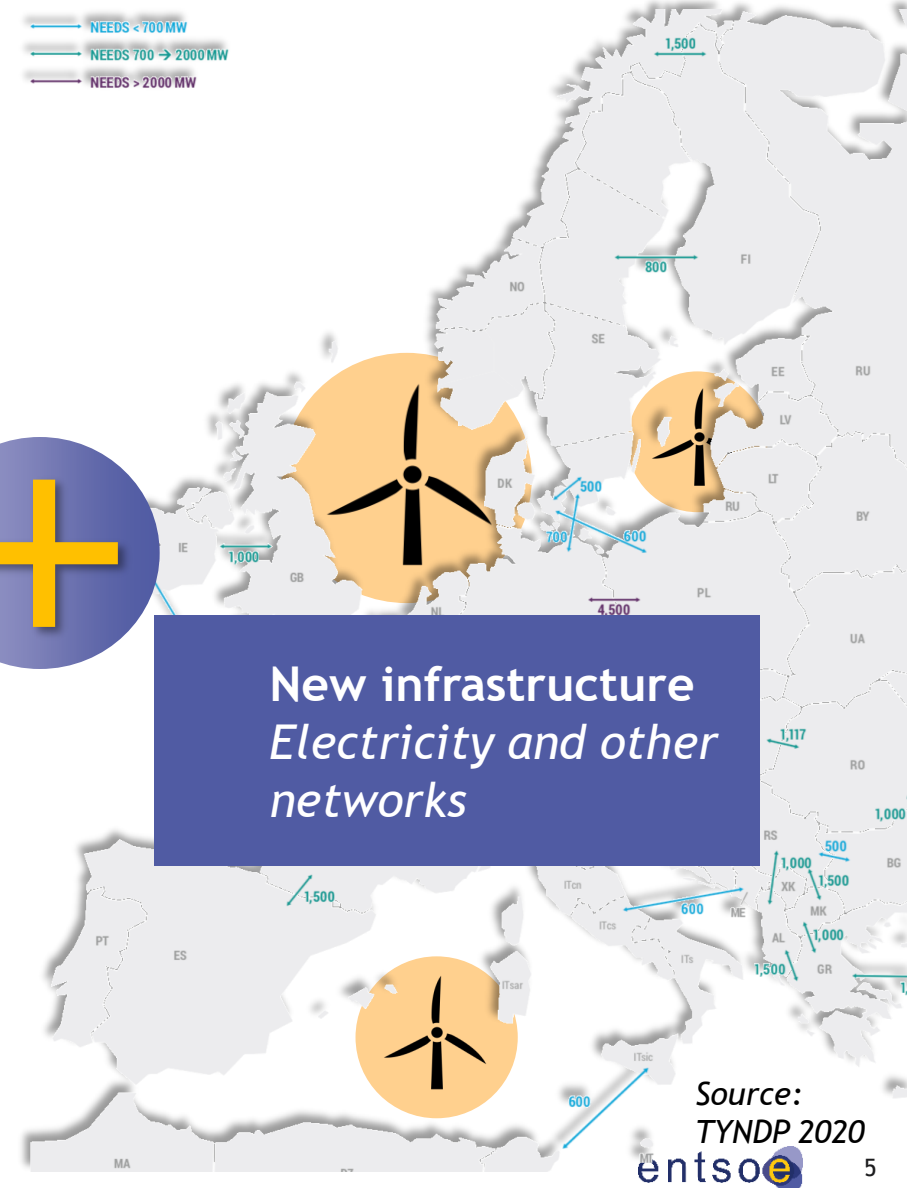 NEEDS < 700 MW
NEEDS 700 → 2000 MW
NEEDS > 2000 MW
1,500
800
FI
NO
SE
EE
RU
LV
DK
LT
RU
BY
500
700
600
IE
1,000
GB
NL
4,500
PL
UA
New infrastructure
Electricity and other
networks
1,117
RO
1,000
RS
500
BG
1,000
XK
1,500
1,500
ITcn
600
ME
MK
ITcs
AL
1,000
PT
ES
ITs
1,500
GR
ITsar
ITsic
600
Source:
TYNDP 2020
MA
MT
entsoe
5